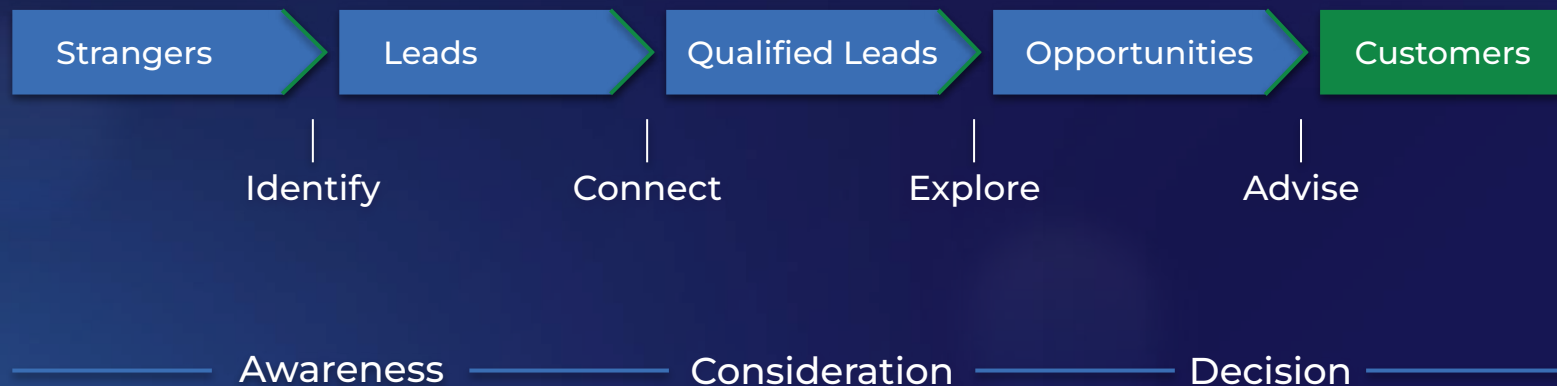 Strangers Leads Qualified Leads Opportunities Customers
Identify Connect Explore Advise
Awareness Consideration Decision